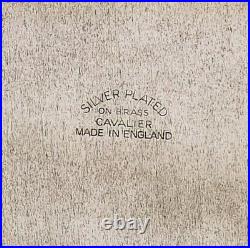 SILVER PLATED
ON BRASS
CAVALIER
MADE IN ENGLAND